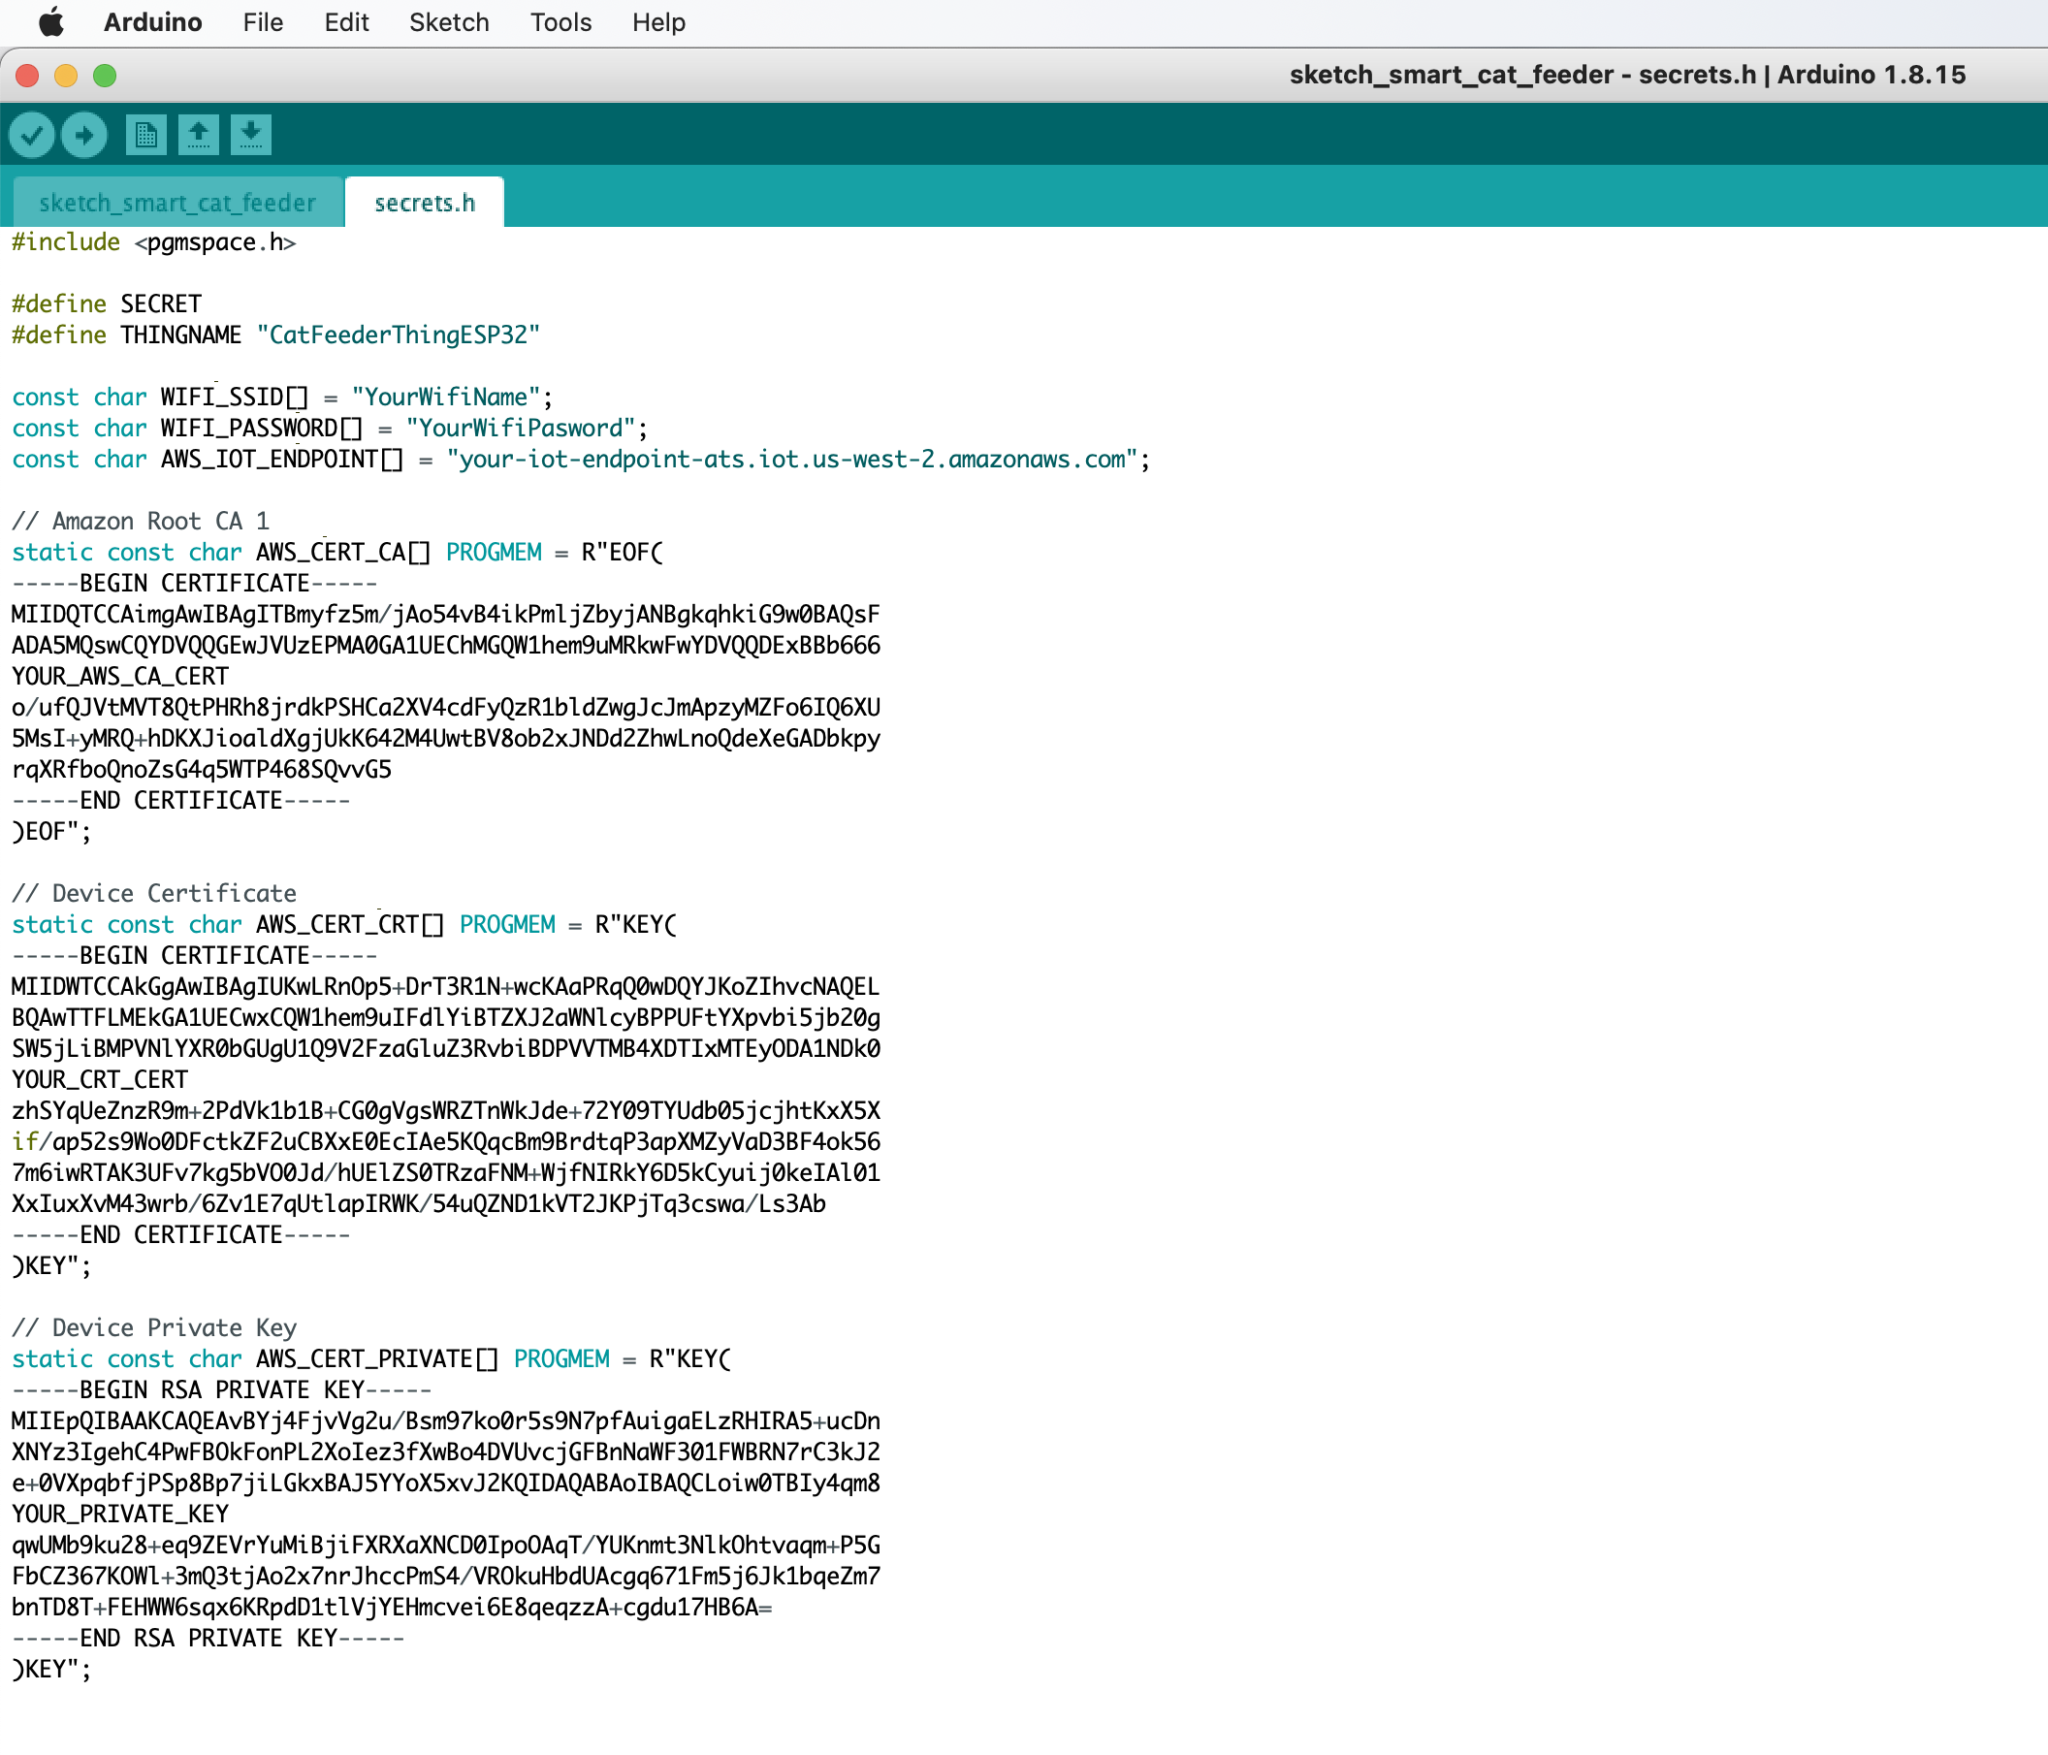 Arduino File Edit Sketch Tools Help
sketch_smart_cat_feeder - secrets.h | Arduino 1.8.15
sketch_smart_cat_feeder secrets.h
#include <pgmspace.h>
#define SECRET
#define THINGNAME "CatFeederThingESP32"
const char WIFI_SSID[] = "YourWifiName";
const char WIFI_PASSWORD[] = "YourWifiPasword";
const char AWS_IOT_ENDPOINT[] = "your-iot-endpoint-ats.iot.us-west-2.amazonaws.com";
// Amazon Root CA 1
static const char AWS_CERT_CA[] PROGMEM = R"EOF(
-----BEGIN CERTIFICATE-----
MIIDQTCCAimgAwIBAgITBmyfz5m/jAo54vB4ikPmljZbyjANBgkqhkiG9w0BAQsF
ADA5MQswCQYDVQQGEwJVUzEPMA0GA1UEChMGQW1hem9uMRkwFwYDVQQDExBBb666
YOUR_AWS_CA_CERT
o/ufQJVtMVT8QtPHRh8jrdkPSHCa2XV4cdFyQzR1bldZwgJcJmApzyMZFo6IQ6XU
5MsI+yMRQ+hDKXJioaldXgjUkK642M4UwtBV8ob2xJNDd2ZhwLnoQdeXeGADbkpy
rqXRfboQnoZsG4q5WTP468SQvvG5
-----END CERTIFICATE-----
)EOF";
// Device Certificate
static const char AWS_CERT_CRT[] PROGMEM = R"KEY(
-----BEGIN CERTIFICATE-----
MIIDWTCCAkGgAwIBAgIUKwLRnOp5+DrT3R1N+wcKAaPRqQ0wDQYJKoZIhvcNAQEL
BQAwTTFLMEkGA1UECwxCQW1hem9uIFdlYiBTZXJ2aWNlcyBPPUFtYXpvbi5jb20g
SW5jLiBMPVNlYXR0bGUgU1Q9V2FzaGluZ3RvbiBDPVVTMB4XDTIxMTEyODA1NDk0
YOUR_CRT_CERT
zhSYqUeZnzR9m+2PdVk1b1B+CG0gVgsWRZTnWkJde+72Y09TYUdb05jcjhtKxX5X
if/ap52s9Wo0DFctkZF2uCBXxE0EcIAe5KQqcBm9BrdtqP3apXMZyVaD3BF4ok56
7m6iwRTAK3UFv7kg5bVO0Jd/hUElZS0TRzaFNM+WjfNIRkY6D5kCyuij0keIAl01
XxIuxXvM43wrb/6Zv1E7qUtlapIRWK/54uQZND1kVT2JKPjTq3cswa/Ls3Ab
-----END CERTIFICATE-----
)KEY";
// Device Private Key
static const char AWS_CERT_PRIVATE[] PROGMEM = R"KEY(
-----BEGIN RSA PRIVATE KEY-----
MIIEpQIBAAKCAQEAvBYj4FjvVg2u/Bsm97ko0r5s9N7pfAuigaELzRHIRA5+ucDn
XNYz3IgehC4PwFBOkFonPL2XoIez3fXwBo4DVUvcjGFBnNaWF301FWBRN7rC3kJ2
e+0VXpqbfjPSp8Bp7jiLGkxBAJ5YYoX5xvJ2KQIDAQABAoIBAQCLoiw0TBIy4qm8
YOUR_PRIVATE_KEY
qwUMb9ku28+eq9ZEVrYuMiBjiFXRXaXNCD0IpoOAqT/YUKnmt3NlkOhtvaqm+P5G
FbCZ367KOWl+3mQ3tjAo2x7nrJhccPmS4/VROkuHbdUAcgq671Fm5j6Jk1bqeZm7
bnTD8T+FEHWW6sqx6KRpdD1tlVjYEHmcvei6E8qeqzzA+cgdu17HB6A=
-----END RSA PRIVATE KEY-----
)KEY";